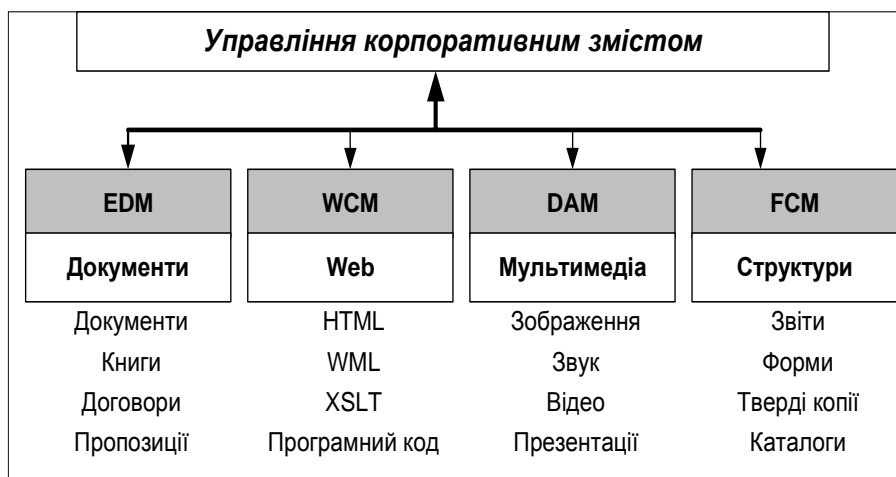 Управління корпоративним змістом
EDM WCM DAM FCM
Документи Web Мультимедіа Структури
Документи HTML Зображення Звіти
Книги WML Звук Форми
Договори XSLT Відео Тверді копії
Пропозиції Програмний код Презентації Каталоги